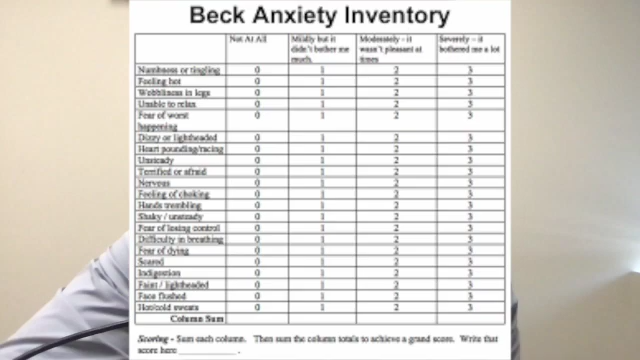 Beck Anxiety Inventory
Not At All
Mildly but it
didn't bother me
much.
Moderately - it
wasn't pleasant at
times
Severely – it
bothered me a lot
Numbness or tingling 0 1 2 3
Feeling hot 0 1 2 3
Wobbliness in legs 0 1 2 3
Unable to relax 0 1 2 3
Fear of worst
happening 0 1 2 3
Dizzy or lightheaded 0 1 2 3
Heart pounding/racing 0 1 2 3
Unsteady 0 1 2 3
Terrified or afraid 0 1 2 3
Nervous 0 1 2 3
Feeling of choking 0 1 2 3
Hands trembling 0 1 2 3
Shaky / unsteady 0 1 2 3
Fear of losing control 0 1 2 3
Difficulty in breathing 0 1 2 3
Fear of dying 0 1 2 3
Scared 0 1 2 3
Indigestion 0 1 2 3
Faint / lightheaded 0 1 2 3
Face flushed 0 1 2 3
Hot/cold sweats 0 1 2 3
Column Sum
Scoring - Sum each column. Then sum the column totals to achieve a grand score. Write that
score here ____________ .